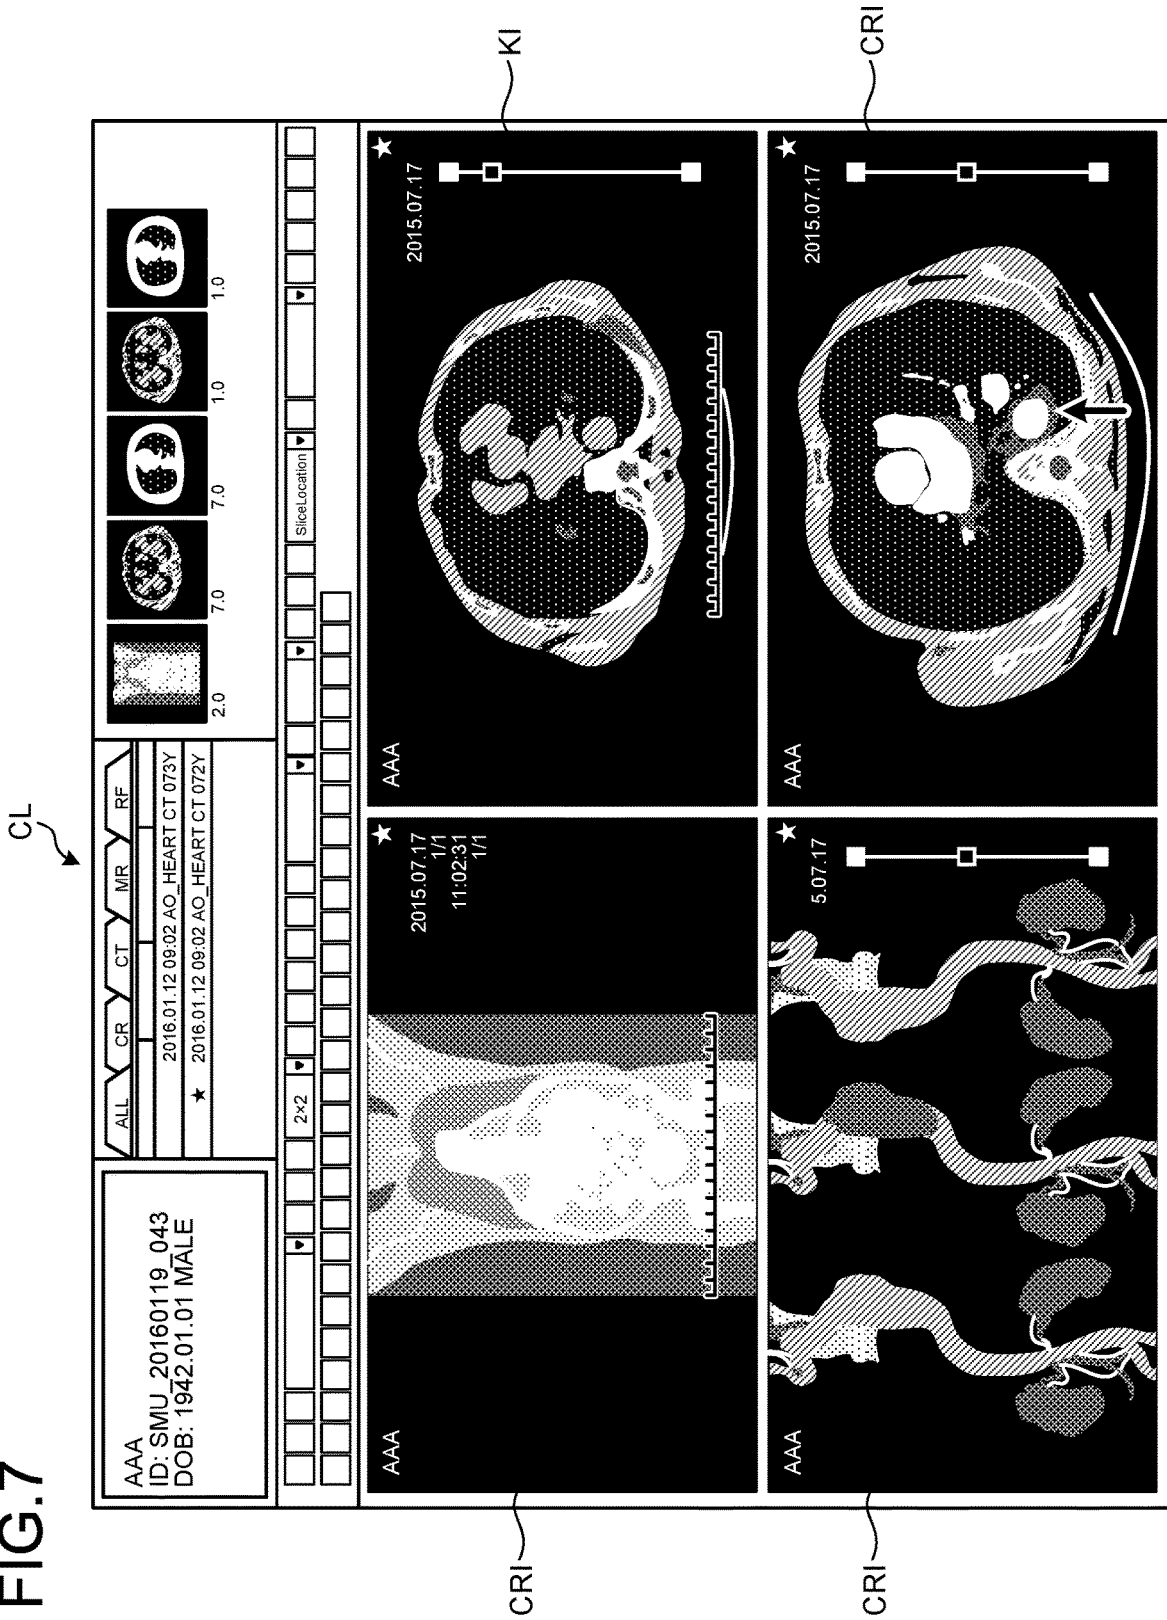 FIG.7
CL
AAA
ID: SMU_20160119_043
DOB: 1942.01.01 MALE
ALL CR CT MR RF
2016.01.12 09:02 AO_HEART CT 073Y
★ 2016.01.12 09:02 AO_HEART CT 072Y
2.0 7.0 7.0 1.0 1.0
2×2
SliceLocation
CRI
AAA
★
2015.07.17
1/1
11:02:31
1/1
KI
AAA
★
2015.07.17
CRI
AAA
★
5.07.17
CRI
AAA
★
2015.07.17